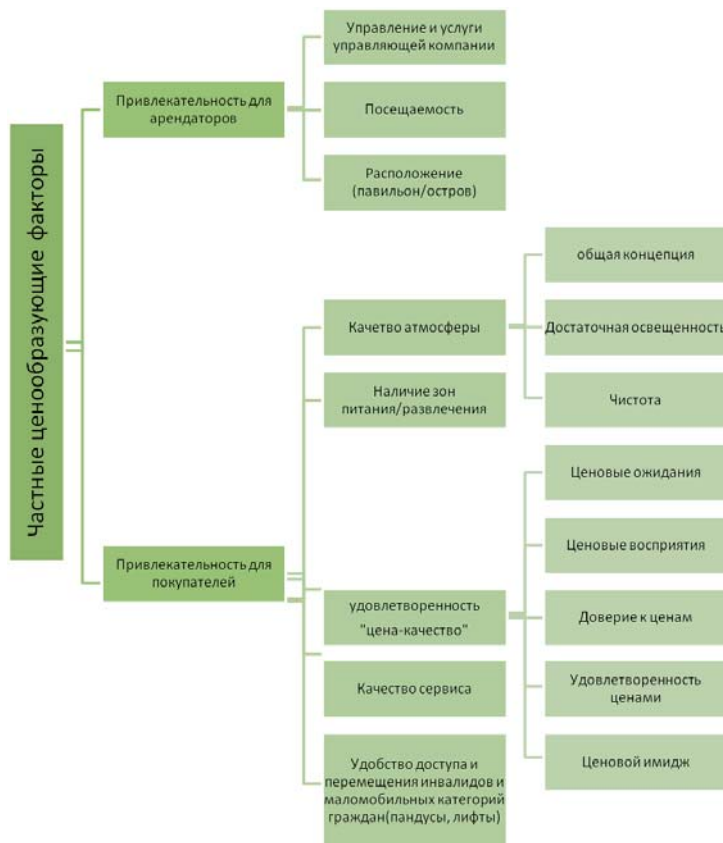 Частные ценообразующие факторы
Привлекательность для
арендаторов
Управление и услуги
управляющей компании
Посещаемость
Расположение
(павильон/остров)
Привлекательность для
покупателей
Качетво атмосферы
общая концепция
Достаточная освещенность
Чистота
Наличие зон
питания/развлечения
удовлетворенность
"цена-качество"
Ценовые ожидания
Ценовые восприятия
Доверие к ценам
Удовлетворенность
ценами
Ценовой имидж
Качество сервиса
Удобство доступа и
перемещения инвалидов и
маломобильных категорий
граждан(пандусы, лифты)